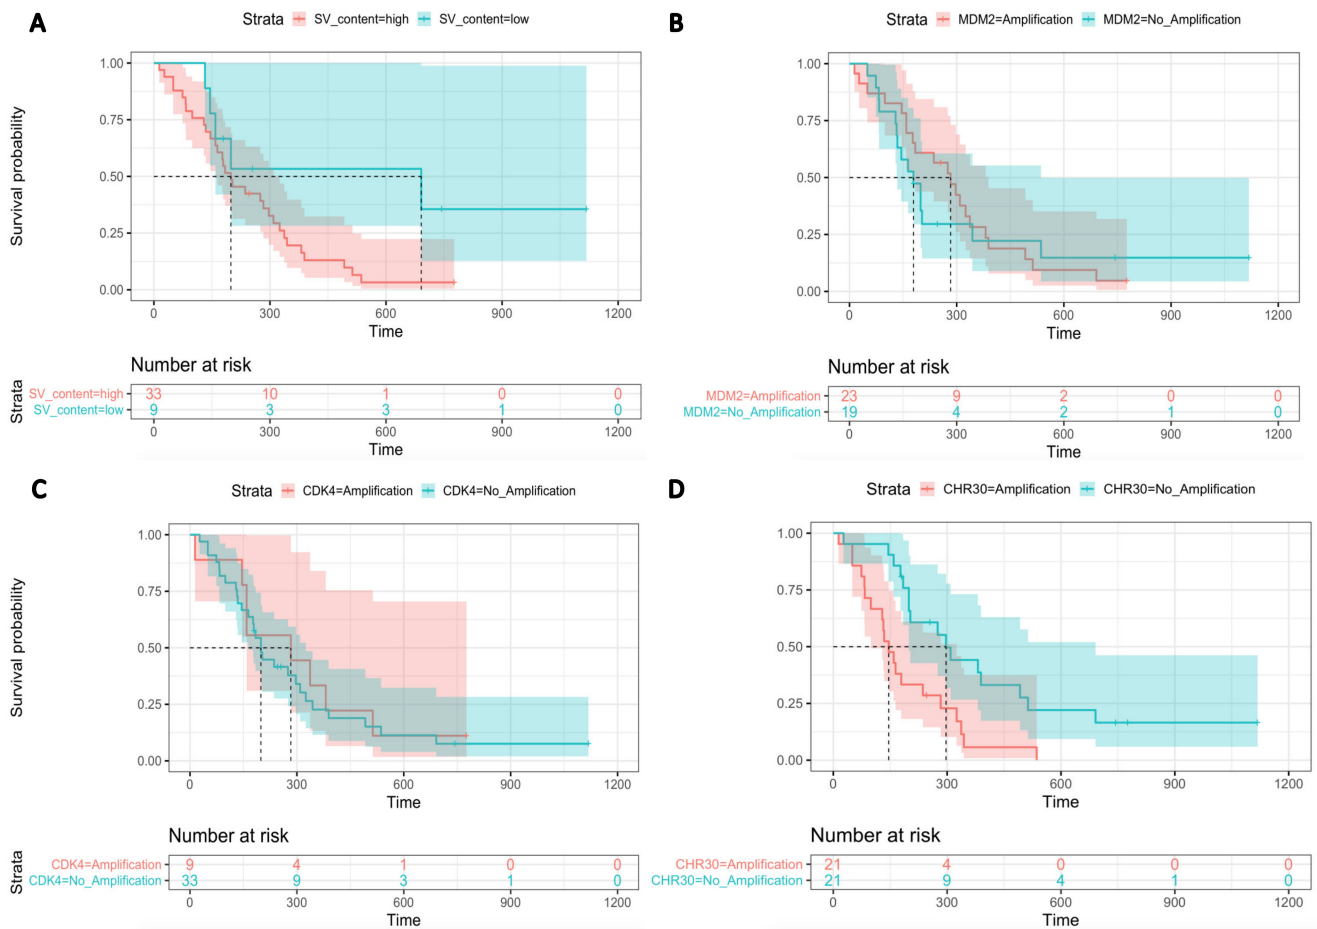 A
Strata SV_content=high SV_content=low
Survival probability
1.00
0.75
0.50
0.25
0.00
0 300 600 900 1200
Time
Number at risk
Strata
SV_content=high 33 10 1 0 0
SV_content=low 9 3 3 1 0
0 300 600 900 1200
Time
B
Strata MDM2=Amplification MDM2=No_Amplification
1.00
0.75
0.50
0.25
0.00
0 300 600 900 1200
Time
Number at risk
MDM2=Amplification 23 9 2 0 0
MDM2=No_Amplification 19 4 2 1 0
0 300 600 900 1200
Time
C
Strata CDK4=Amplification CDK4=No_Amplification
Survival probability
1.00
0.75
0.50
0.25
0.00
0 300 600 900 1200
Time
Number at risk
Strata
CDK4=Amplification 9 4 1 0 0
CDK4=No_Amplification 33 9 3 1 0
0 300 600 900 1200
Time
D
Strata CHR30=Amplification CHR30=No_Amplification
1.00
0.75
0.50
0.25
0.00
0 300 600 900 1200
Time
Number at risk
CHR30=Amplification 21 4 0 0 0
CHR30=No_Amplification 21 9 4 1 0
0 300 600 900 1200
Time